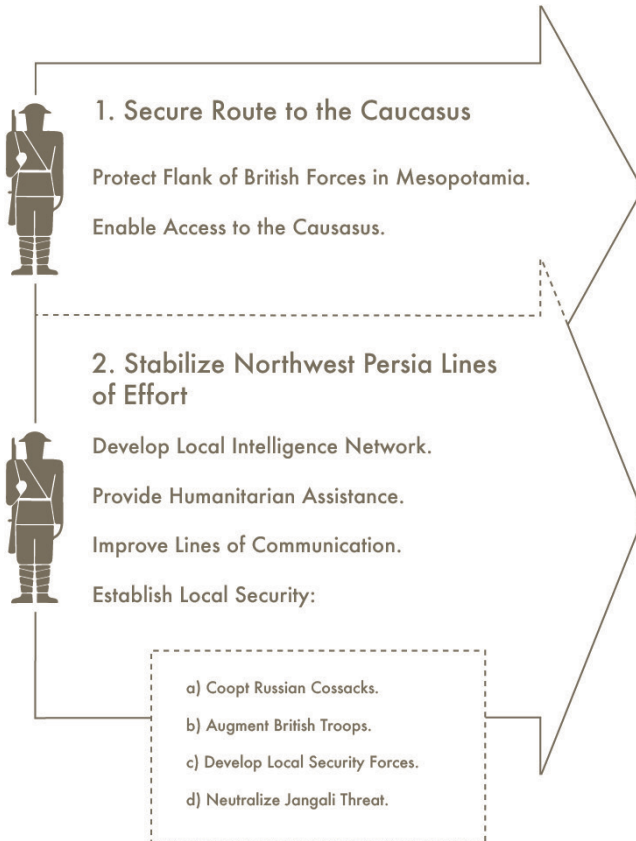 1. Secure Route to the Caucasus
Protect Flank of British Forces in Mesopotamia.
Enable Access to the Causasus.
2. Stabilize Northwest Persia Lines
of Effort
Develop Local Intelligence Network.
Provide Humanitarian Assistance.
Improve Lines of Communication.
Establish Local Security:
a) Coopt Russian Cossacks.
b) Augment British Troops.
c) Develop Local Security Forces.
d) Neutralize Jangali Threat.